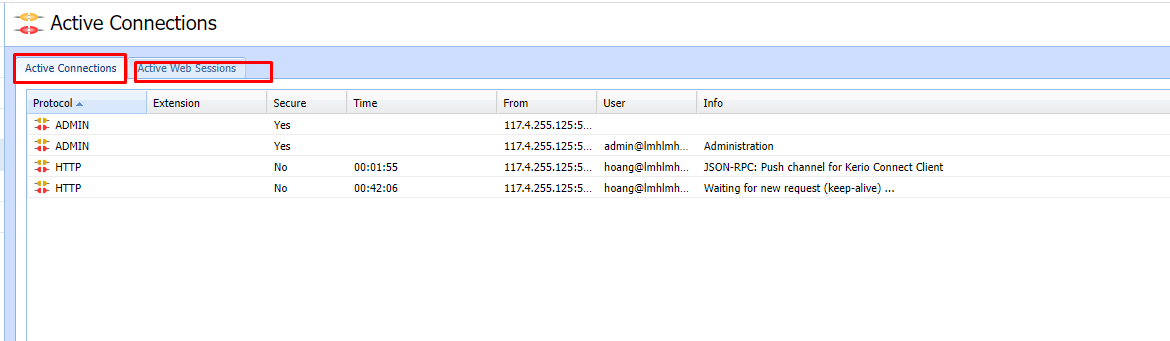 Active Connections
Active Connections Active Web Sessions
Protocol Extension Secure Time From User Info
ADMIN Yes 117.4.255.125:5...
ADMIN Yes 117.4.255.125:5... admin@lmhlmh... Administration
HTTP No 00:01:55 117.4.255.125:5... hoang@lmhlmh... JSON-RPC: Push channel for Kerio Connect Client
HTTP No 00:42:06 117.4.255.125:5... hoang@lmhlmh... Waiting for new request (keep-alive) ...